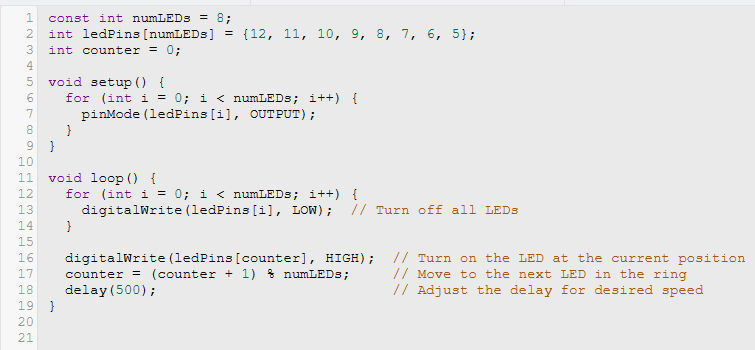 1 const int numLEDs = 8;
2 int ledPins[numLEDs] = {12, 11, 10, 9, 8, 7, 6, 5};
3 int counter = 0;
4
5 void setup() {
6   for (int i = 0; i < numLEDs; i++) {
7     pinMode(ledPins[i], OUTPUT);
8   }
9 }
10
11 void loop() {
12   for (int i = 0; i < numLEDs; i++) {
13     digitalWrite(ledPins[i], LOW);  // Turn off all LEDs
14   }
15
16   digitalWrite(ledPins[counter], HIGH);  // Turn on the LED at the current position
17   counter = (counter + 1) % numLEDs;     // Move to the next LED in the ring
18   delay(500);                            // Adjust the delay for desired speed
19 }
20
21